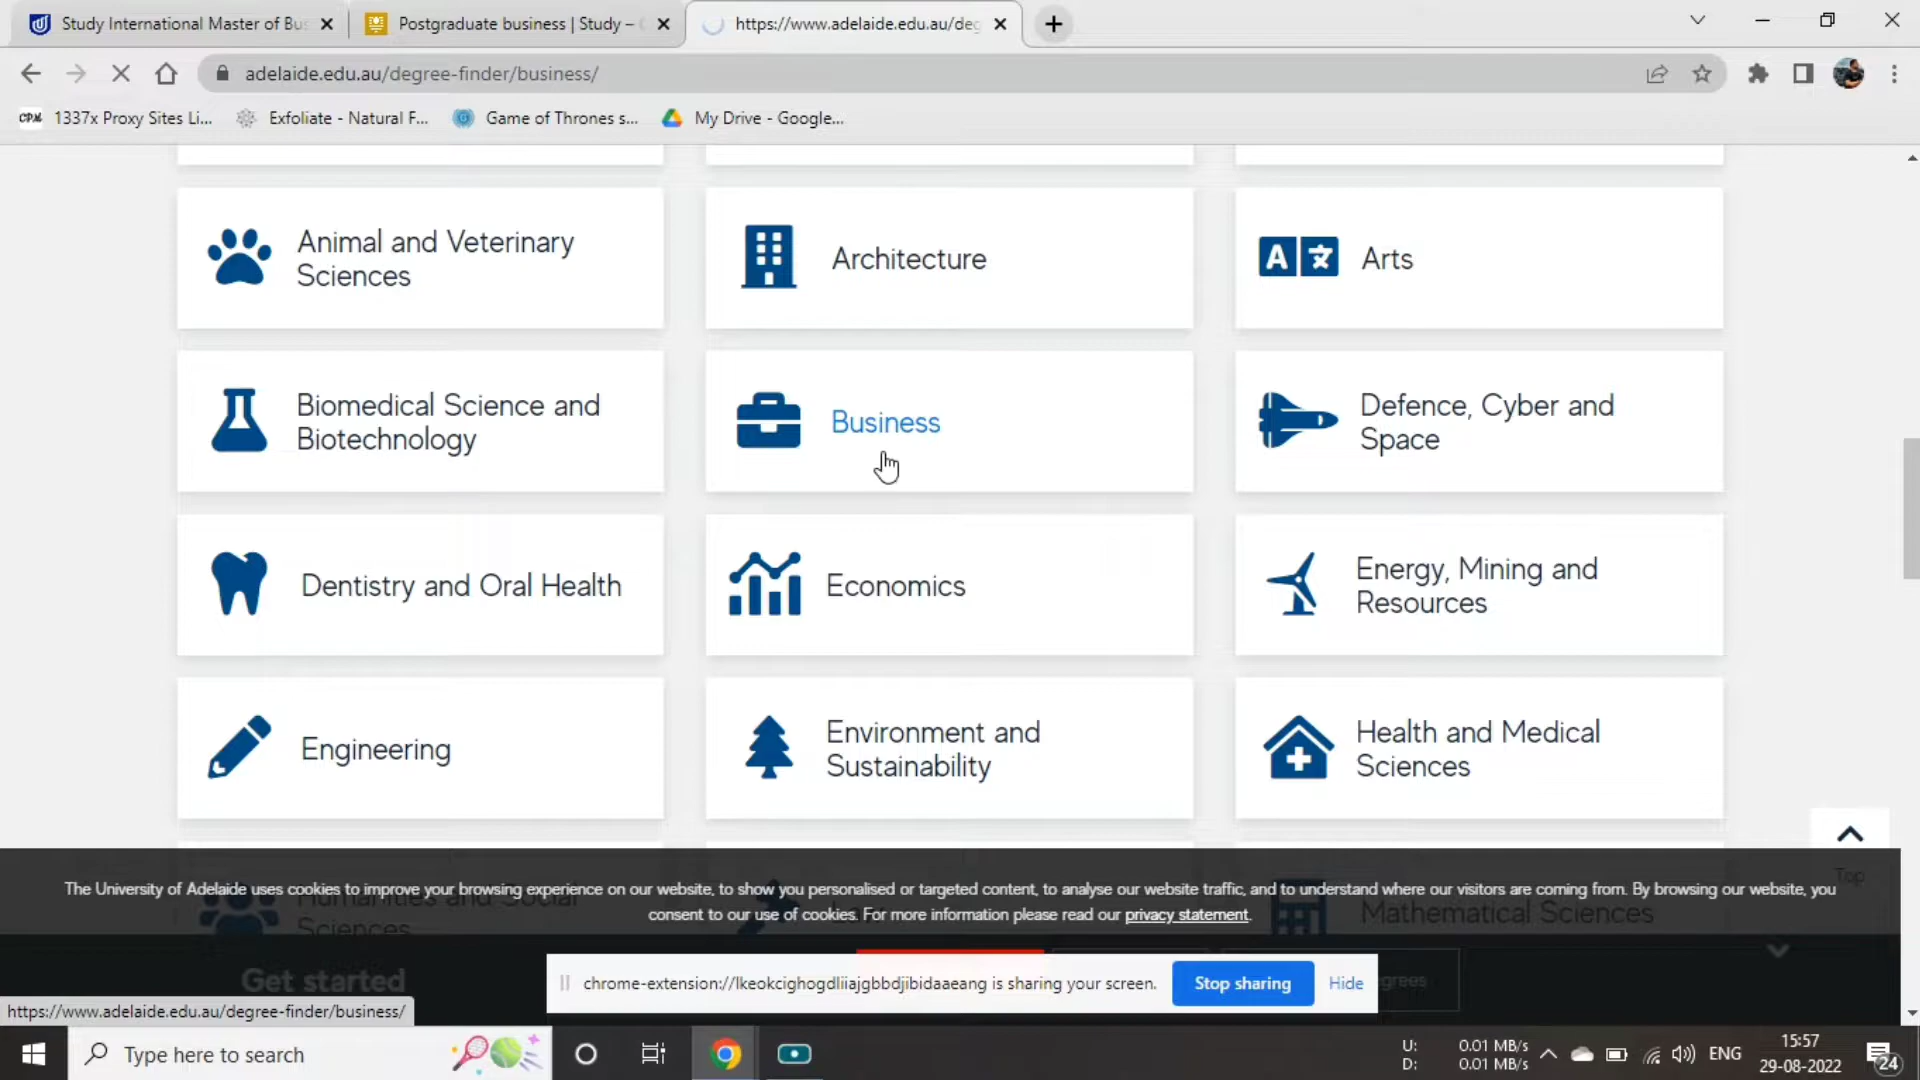 Study International Master of Bus
Postgraduate business | Study –
https://www.adelaide.edu.au/deg
adelaide.edu.au/degree-finder/business/
1337x Proxy Sites Li...
Exfoliate - Natural F...
Game of Thrones s...
My Drive - Google...
Animal and Veterinary
Sciences
Architecture
Arts
Biomedical Science and
Biotechnology
Business
Defence, Cyber and
Space
Dentistry and Oral Health
Economics
Energy, Mining and
Resources
Engineering
Environment and
Sustainability
Health and Medical
Sciences
Top
The University of Adelaide uses cookies to improve your browsing experience on our website, to show you personalised or targeted content, to analyse our website traffic, and to understand where our visitors are coming from. By browsing our website, you
consent to our use of cookies. For more information please read our privacy statement.
Humanities and Social
Sciences
Mathematical Sciences
Get started
chrome-extension://lkeokcighogdliiajgbbdjibidaaeang is sharing your screen.
Stop sharing
Hide
https://www.adelaide.edu.au/degree-finder/business/
Type here to search
U: 0.01 MB/s
D: 0.01 MB/s
ENG
15:57
29-08-2022
24